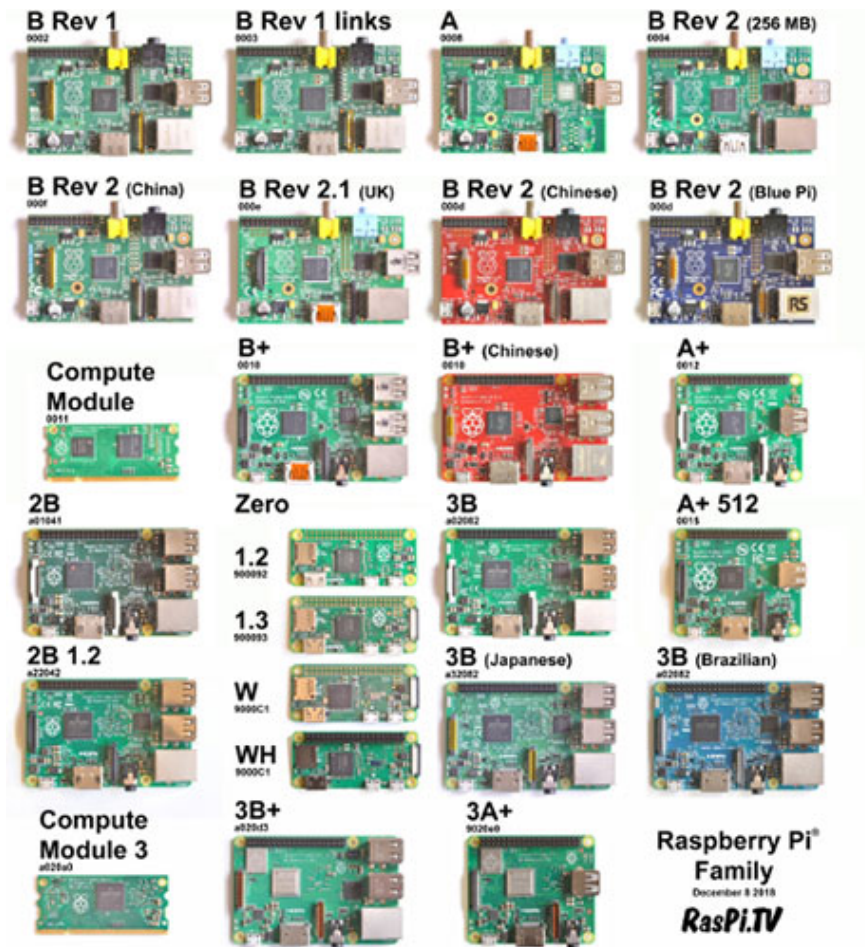 B Rev 1
0002
B Rev 1 links
0003
A
0008
B Rev 2 (256 MB)
0004
B Rev 2 (China)
000f
B Rev 2.1 (UK)
000e
B Rev 2 (Chinese)
000d
B Rev 2 (Blue Pi)
000d
RS
Compute
Module
0011
B+
0010
B+ (Chinese)
0010
A+
0012
2B
a01041
Zero
1.2
900092
1.3
900093
W
9000C1
WH
9000C1
3B
a02082
A+ 512
0015
2B 1.2
a22042
3B (Japanese)
a32082
3B (Brazilian)
a02082
Compute
Module 3
a020a0
3B+
a020d3
3A+
9020e0
Raspberry Pi®
Family
December 8 2018
RasPi.TV